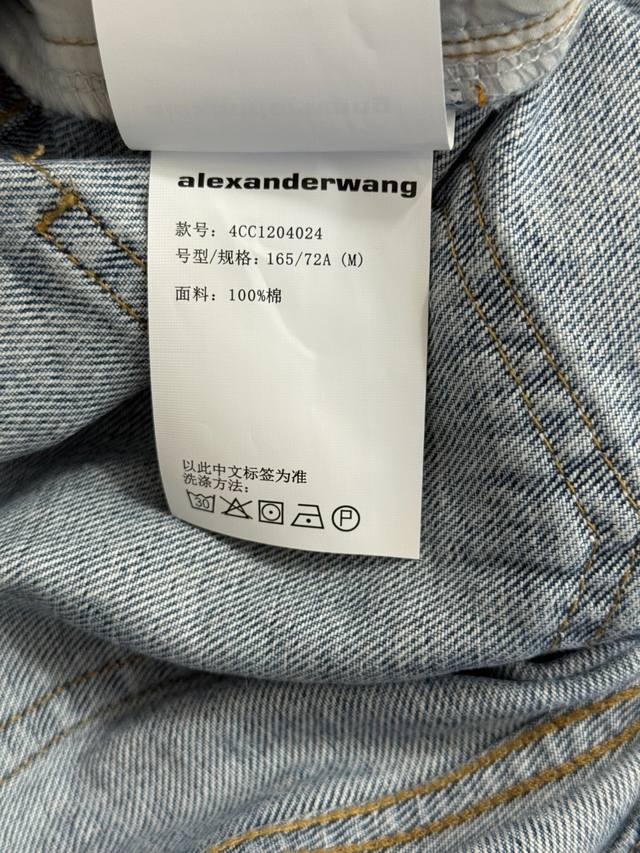 alexanderwang
款号: 4CC1204024
号型/规格: 165/72A (M)
面料: 100%棉
以此中文标签为准
洗涤方法:
30
P